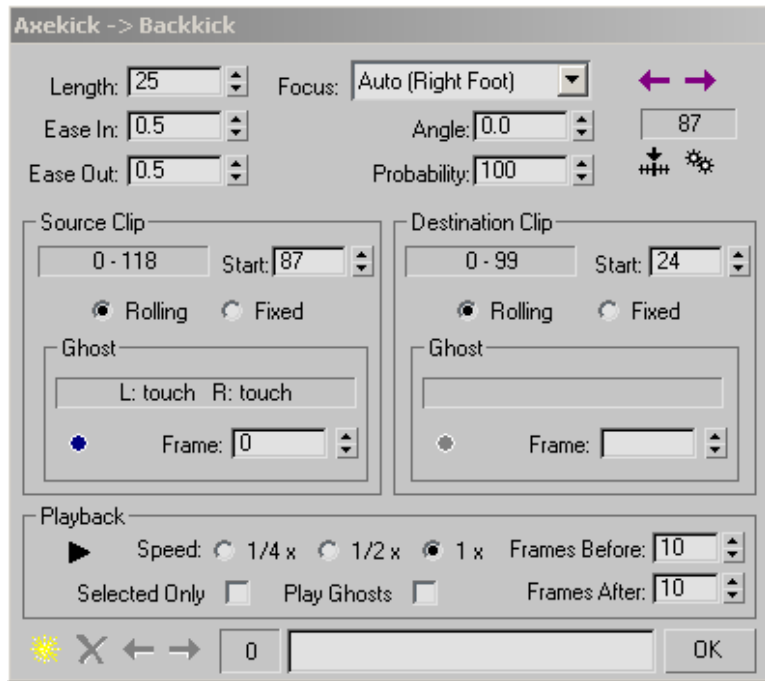 Axekick -> Backkick
Length: 25 Focus: Auto (Right Foot)
Ease In: 0.5 Angle: 0.0 87
Ease Out: 0.5 Probability: 100
Source Clip Destination Clip
0 - 118 Start: 87 0 - 99 Start: 24
Rolling Fixed Rolling Fixed
Ghost Ghost
L: touch R: touch
Frame: 0 Frame:
Playback
Speed: 1/4 x 1/2 x 1 x Frames Before: 10
Selected Only Play Ghosts Frames After: 10
0 OK